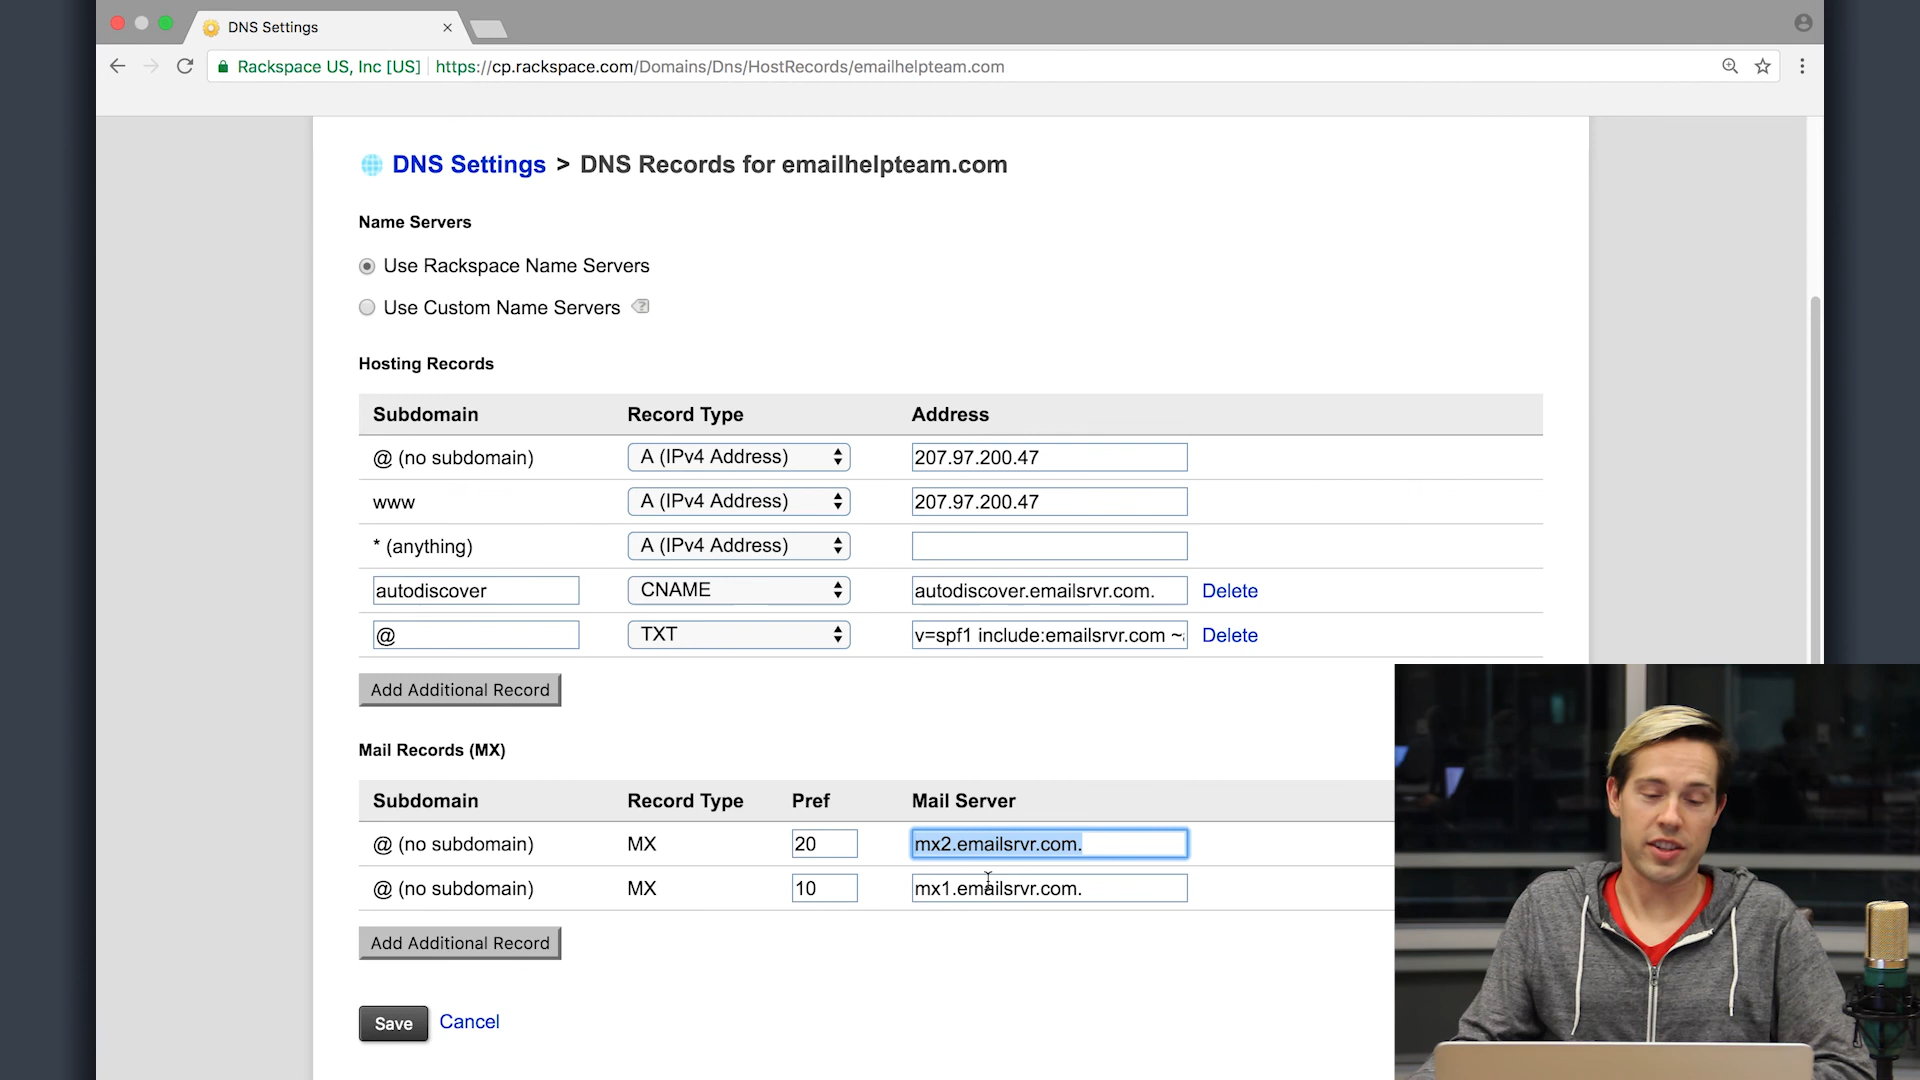 DNS Settings
Rackspace US, Inc [US] https://cp.rackspace.com/Domains/Dns/HostRecords/emailhelpteam.com
DNS Settings > DNS Records for emailhelpteam.com
Name Servers
Use Rackspace Name Servers
Use Custom Name Servers ?
Hosting Records
Subdomain Record Type Address
@ (no subdomain) A (IPv4 Address) 207.97.200.47
www A (IPv4 Address) 207.97.200.47
* (anything) A (IPv4 Address)
autodiscover CNAME autodiscover.emailsrvr.com. Delete
@ TXT v=spf1 include:emailsrvr.com ~ Delete
Add Additional Record
Mail Records (MX)
Subdomain Record Type Pref Mail Server
@ (no subdomain) MX 20 mx2.emailsrvr.com.
@ (no subdomain) MX 10 mx1.emailsrvr.com.
Add Additional Record
Save Cancel